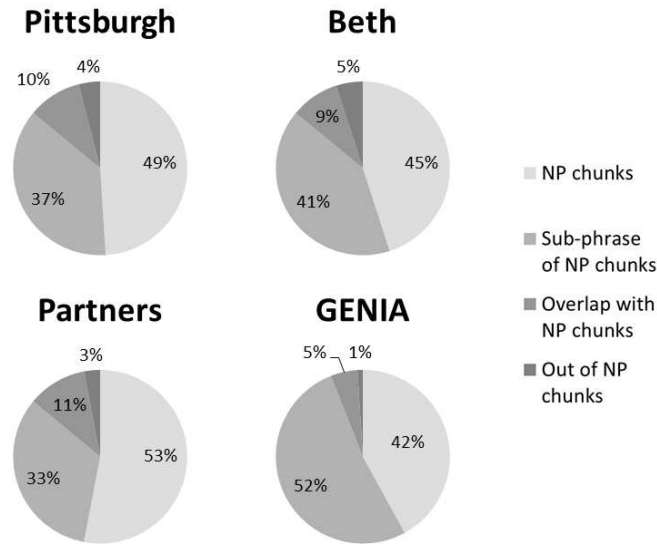 Pittsburgh
4%
10%
49%
37%
Beth
5%
9%
45%
41%
Partners
3%
11%
53%
33%
GENIA
5%
1%
42%
52%
NP chunks
Sub-phrase
of NP chunks
Overlap with
NP chunks
Out of NP
chunks